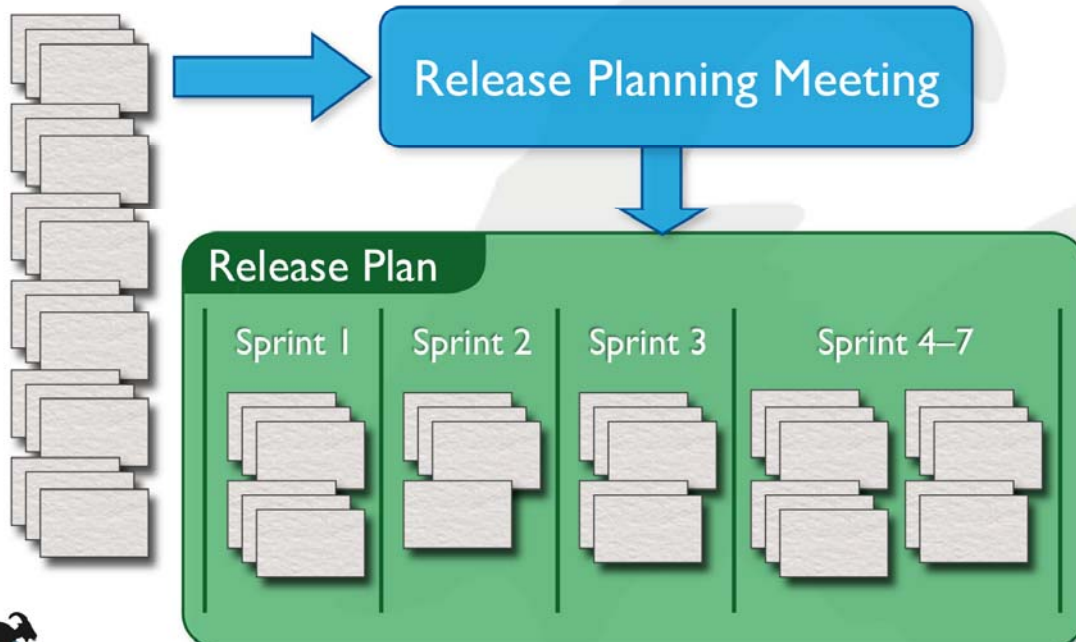 Release Planning Meeting
Release Plan
Sprint 1
Sprint 2
Sprint 3
Sprint 4–7